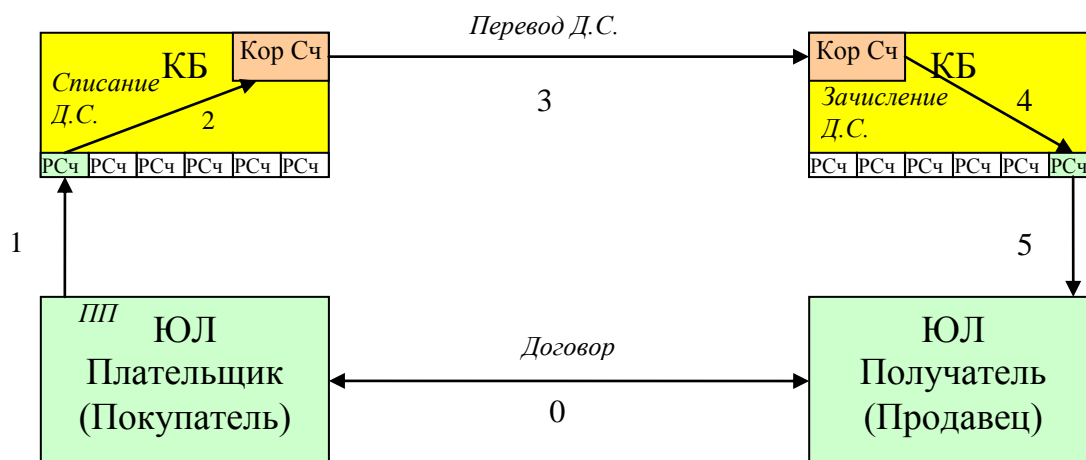 Перевод Д.С.
КБ
Кор Сч
Списание
Д.С.
2
3
Кор Сч
КБ
Зачисление
Д.С.
4
РСч РСч РСч РСч РСч РСч
РСч РСч РСч РСч РСч РСч
1
5
ПП
ЮЛ
Плательщик
(Покупатель)
Договор
0
ЮЛ
Получатель
(Продавец)